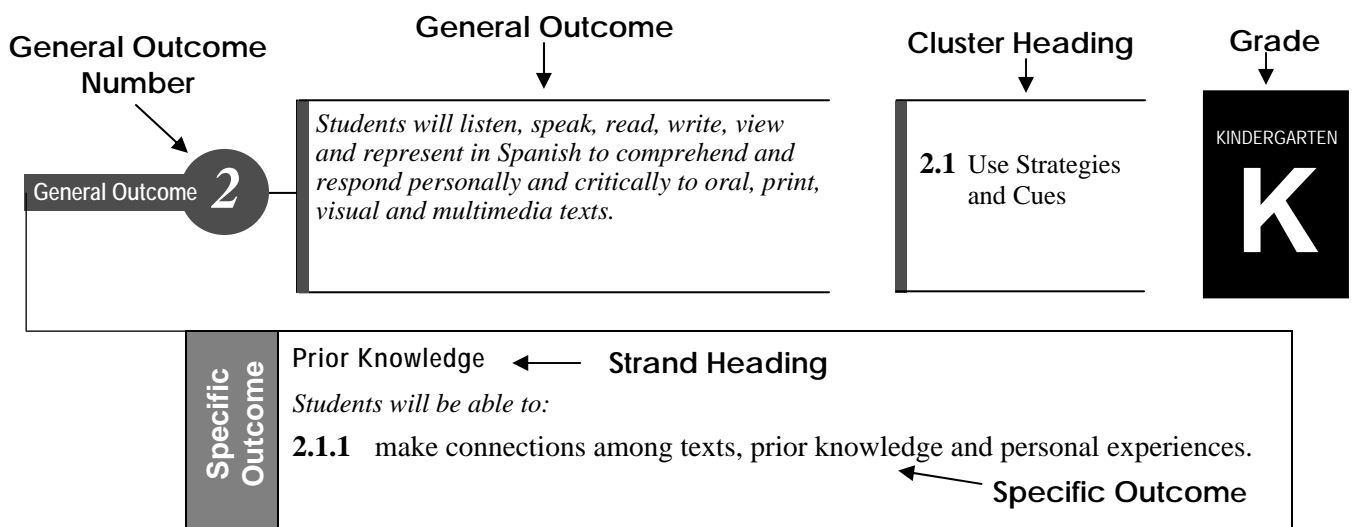 General Outcome
Number
General Outcome
Cluster Heading
Grade
General Outcome 2
Students will listen, speak, read, write, view
and represent in Spanish to comprehend and
respond personally and critically to oral, print,
visual and multimedia texts.
2.1 Use Strategies
and Cues
KINDERGARTEN
K
Specific
Outcome
Prior Knowledge
Strand Heading
Students will be able to:
2.1.1 make connections among texts, prior knowledge and personal experiences.
Specific Outcome